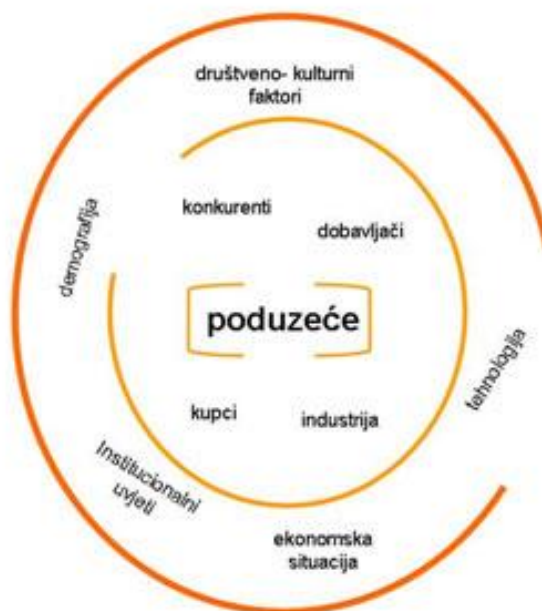 društveno- kulturni
faktori
konkurenti
dobavljači
demografija
poduzeće
tehnologija
kupci
industrija
Institucionalni
uvjeti
ekonomska
situacija